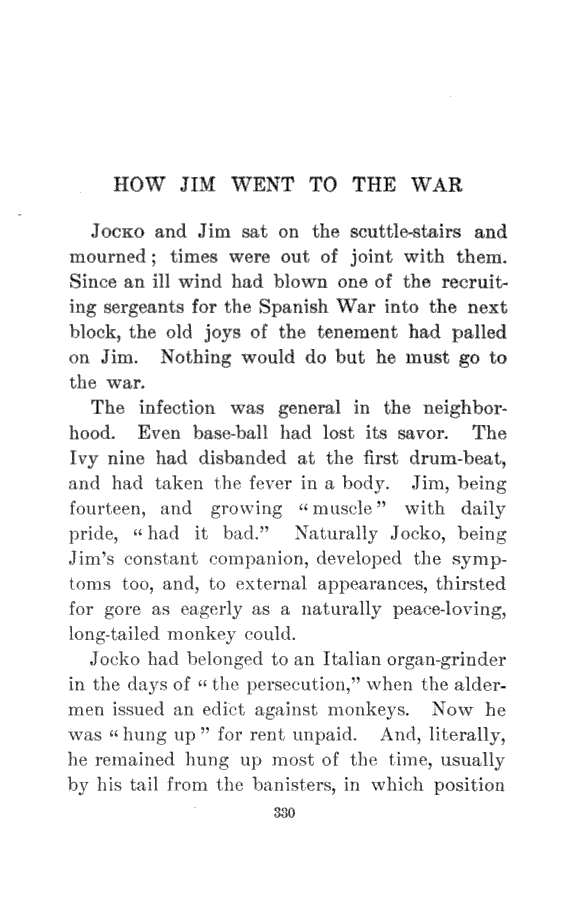 HOW JIM WENT TO THE WAR
Jocko and Jim sat on the scuttle-stairs and
mourned; times were out of joint with them.
Since an ill wind had blown one of the recruit-
ing sergeants for the Spanish War into the next
block, the old joys of the tenement had palled
on Jim. Nothing would do but he must go to
the war.
The infection was general in the neighbor-
hood. Even base-ball had lost its savor. The
Ivy nine had disbanded at the first drum-beat,
and had taken the fever in a body. Jim, being
fourteen, and growing "muscle" with daily
pride, "had it bad." Naturally Jocko, being
Jim's constant companion, developed the symp-
toms too, and, to external appearances, thirsted
for gore as eagerly as a naturally peace-loving,
long-tailed monkey could.
Jocko had belonged to an Italian organ-grinder
in the days of "the persecution," when the alder-
men issued an edict against monkeys. Now he
was "hung up" for rent unpaid. And, literally,
he remained hung up most of the time, usually
by his tail from the banisters, in which position
330